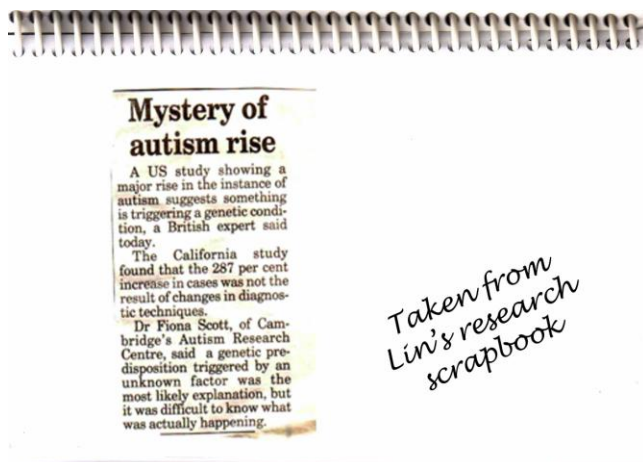 Mystery of
autism rise
A US study showing a
major rise in the instance of
autism suggests something
is triggering a genetic condi-
tion, a British expert said
today.
The California study
found that the 287 per cent
increase in cases was not the
result of changes in diagnos-
tic techniques.
Dr Fiona Scott, of Cam-
bridge's Autism Research
Centre, said a genetic pre-
disposition triggered by an
unknown factor was the
most likely explanation, but
it was difficult to know what
was actually happening.
Taken from
Lin's research
scrapbook